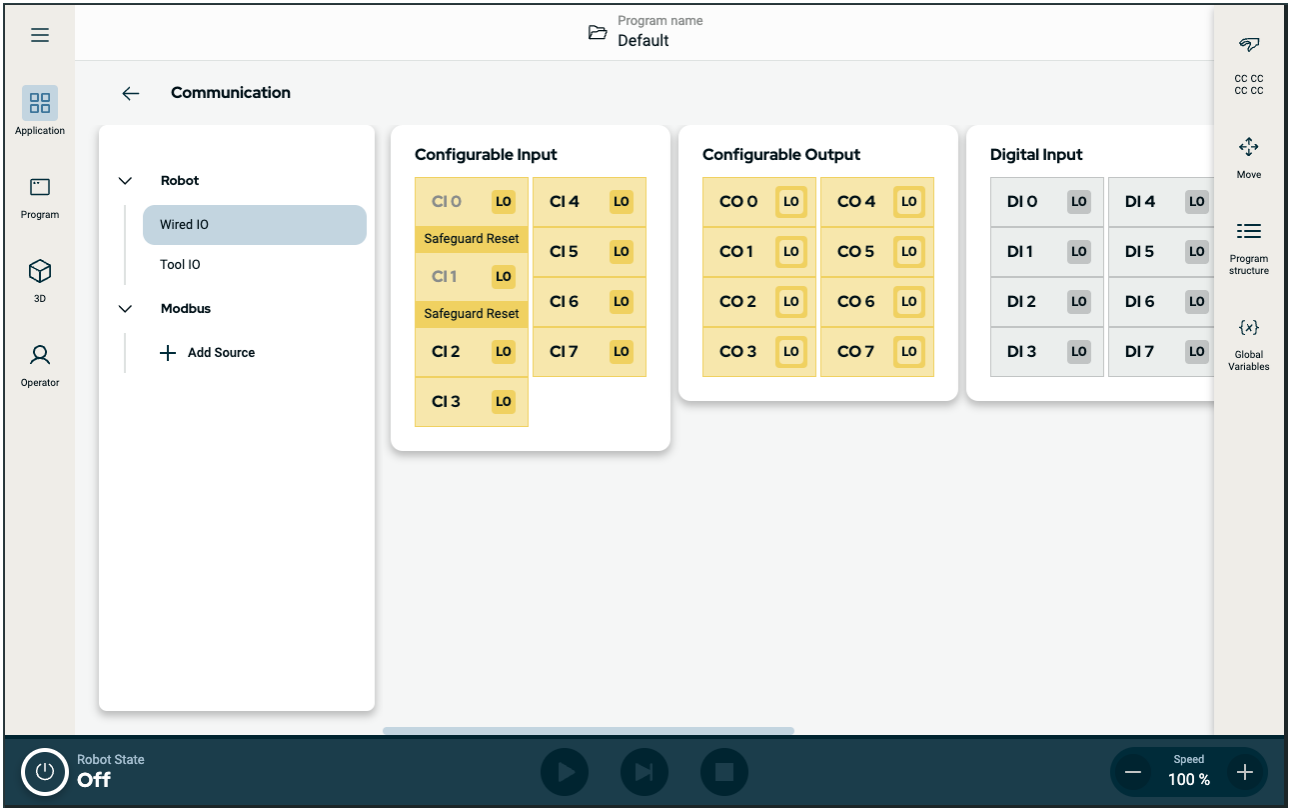 Program name
Default
Application
Program
3D
Operator
Communication
Robot
Wired IO
Tool IO
Modbus
Add Source
Configurable Input
CI 0 LO
Safeguard Reset
CI 1 LO
Safeguard Reset
CI 2 LO
CI 3 LO
CI 4 LO
CI 5 LO
CI 6 LO
CI 7 LO
Configurable Output
CO 0 LO
CO 1 LO
CO 2 LO
CO 3 LO
CO 4 LO
CO 5 LO
CO 6 LO
CO 7 LO
Digital Input
DI 0 LO
DI 1 LO
DI 2 LO
DI 3 LO
DI 4 LO
DI 5 LO
DI 6 LO
DI 7 LO
CC CC
CC CC
Move
Program
structure
{x}
Global
Variables
Robot State
Off
Speed
100 %